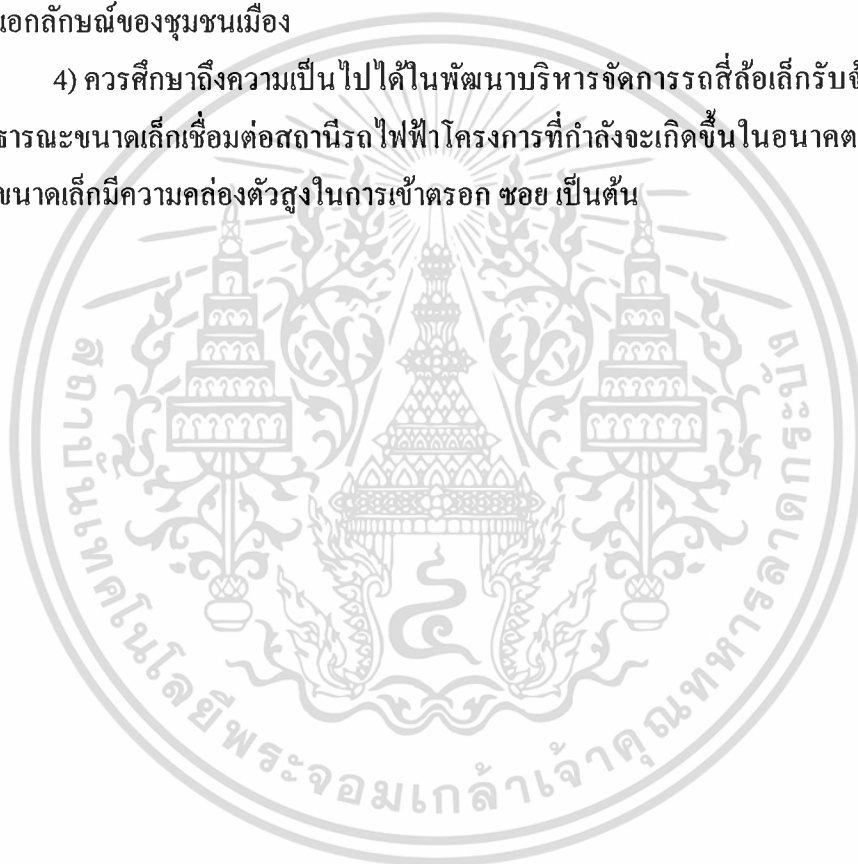 เอกลักษณ์ของชุมชนเมือง
4) ควรศึกษาถึงความเป็นไปได้ในพัฒนาบริหารจัดการรถสี่ล้อเล็กรับจ้
ธารณะขนาดเล็กเชื่อมต่อสถานีรถไฟฟ้าโครงการที่กำลังจะเกิดขึ้นในอนาคต
ขนาดเล็กมีความคล่องตัวสูงในการเข้าตรอก ซอย เป็นต้น
สถาบันเทคโนโลยีพระจอมเกล้าเจ้าคุณทหารลาดกระบัง
๔